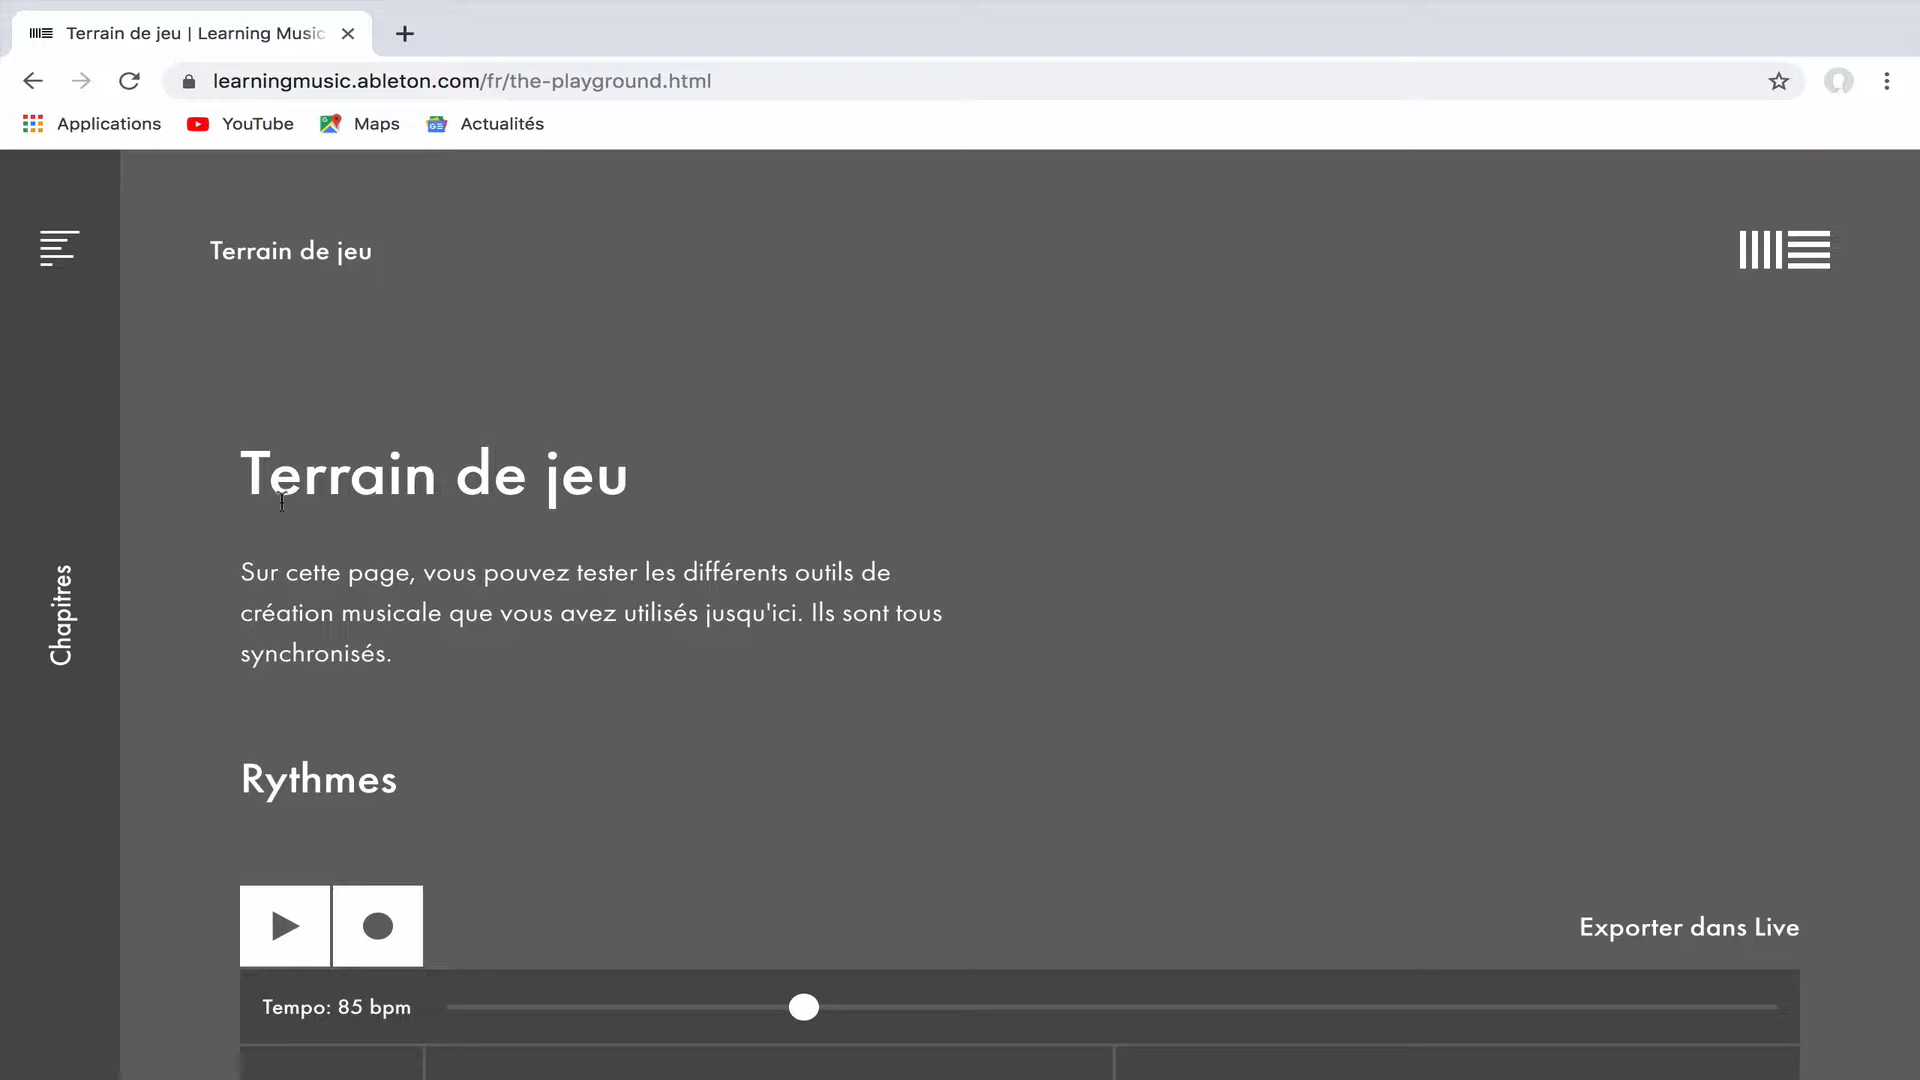 Terrain de jeu | Learning Music
learningmusic.ableton.com/fr/the-playground.html
Applications
YouTube
Maps
Actualités
Terrain de jeu
Terrain de jeu
Sur cette page, vous pouvez tester les différents outils de
création musicale que vous avez utilisés jusqu'ici. Ils sont tous
synchronisés.
Chapitres
Rythmes
Exporter dans Live
Tempo: 85 bpm